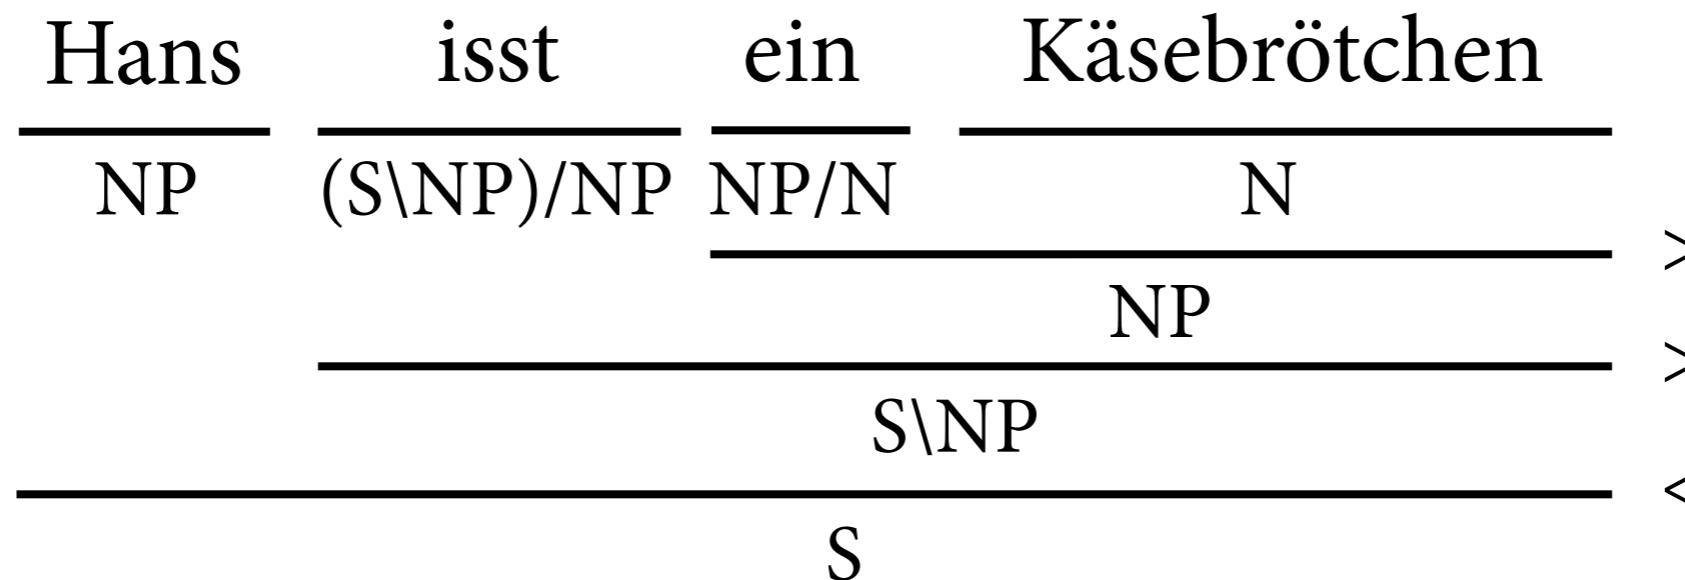 Hans isst ein Käsebrötchen
NP (S\NP)/NP NP/N N
>
NP
>
S\NP
<
S